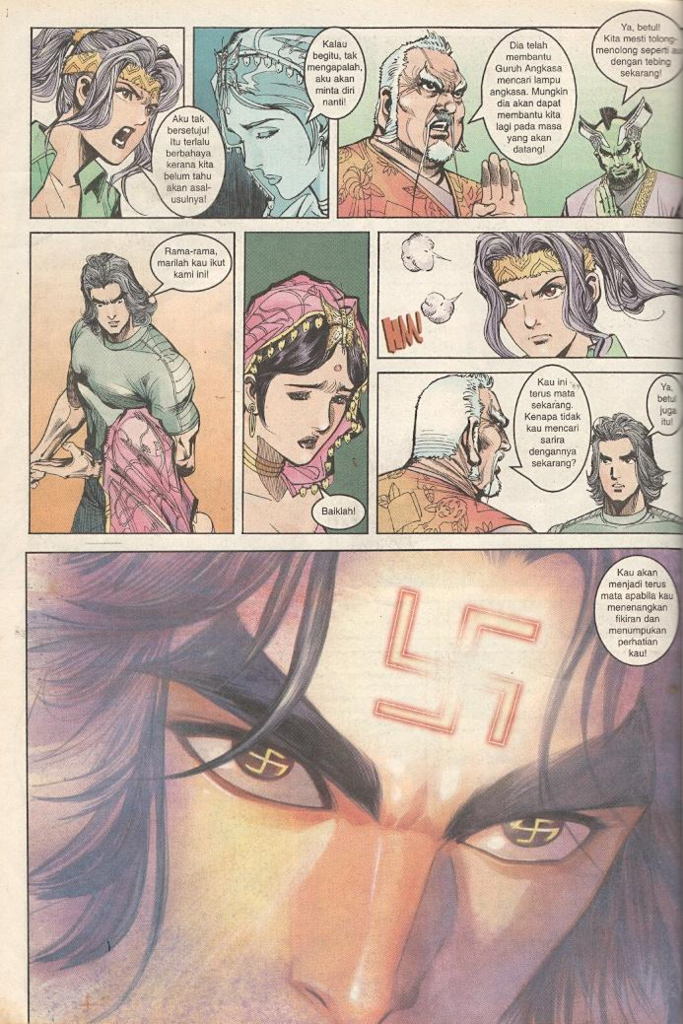 Aku tak
bersetuju!
Itu terlalu
berbahaya
kerana kita
belum tahu
akan asal-
usulnya!
Kalau
begitu, tak
mengapalah,
aku akan
minta diri
nanti!
Dia telah
membantu
Guruh Angkasa
mencari lampu
angkasa. Mungkin
dia akan dapat
membantu kita
lagi pada masa
yang akan
datang!
Ya, betul!
Kita mesti tolong-
menolong seperti
dengan tebing
sekarang!
Rama-rama,
marilah kau ikut
kami ini!
Baiklah!
HM!
Kau ini
terus mata
sekarang.
Kenapa tidak
kau mencari
sarira
dengannya
sekarang?
Ya,
betul
juga
itu!
Kau akan
menjadi terus
mata apabila kau
menenangkan
fikiran dan
menumpukan
perhatian
kau!